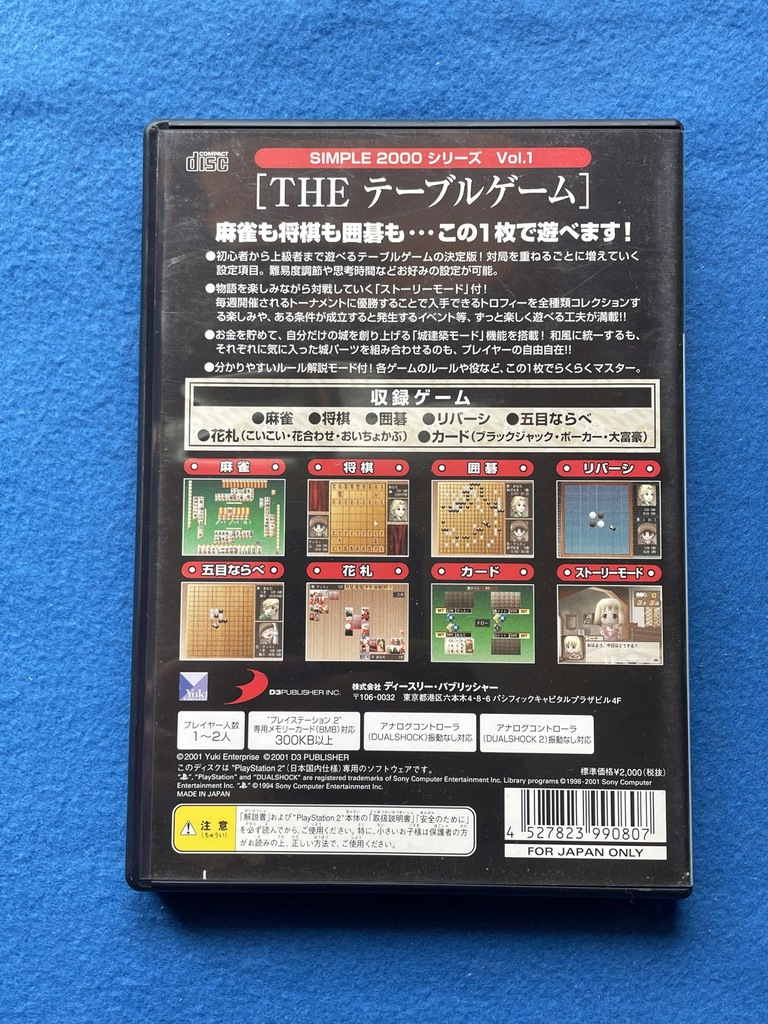 COMPACT
disc
SIMPLE 2000 シリーズ Vol.1
[THE テーブルゲーム]
麻雀も将棋も囲碁も・・・この1枚で遊べます!
●初心者から上級者まで遊べるテーブルゲームの決定版!対局を重ねるごとに増えていく
設定項目。難易度調節や思考時間などお好みの設定が可能。
●物語を楽しみながら対戦していく「ストーリーモード」付!
毎週開催されるトーナメントに優勝することで入手できるトロフィーを全種類コレクションす
る楽しみや、ある条件が成立すると発生するイベント等、ずっと楽しく遊べる工夫が満載!!
●お金を貯めて、自分だけの城を創り上げる「城建築モード」機能を搭載!和風に統一するも、
それぞれに気に入った城パーツを組み合わせるのも、プレイヤーの自由自在!!
●分かりやすいルール解説モード付!各ゲームのルールや役など、この1枚でらくらくマスター。
収録ゲーム
●麻雀 ●将棋 ●囲碁 ●リバーシ ●五目ならべ
●花札(こいこい・花合わせ・おいちょかぶ) ●カード(ブラックジャック・ポーカー・大富豪)
麻雀 将棋 囲碁 リバーシ
五目ならべ 花札 カード ストーリーモード
おはよう、今日はどうする?
Yuki
D3PUBLISHER INC.
株式会社 ディースリー・パブリッシャー
〒106-0032 東京都港区六本木4-8-6 パシフィックキャピタルプラザビル4F
プレイヤー人数
1〜2人
"プレイステーション 2"
専用メモリーカード(8MB)対応
300KB以上
アナログコントローラ
(DUALSHOCK)振動なし対応
アナログコントローラ
(DUALSHOCK 2)振動なし対応
©2001 Yuki Enterprise ©2001 D3 PUBLISHER
このディスクは "PlayStation 2"(日本国内仕様)専用のソフトウェアです。
標準価格¥2,000(税抜)
" ", "PlayStation" and "DUALSHOCK" are registered trademarks of Sony Computer Entertainment Inc. Library programs ©1998-2001 Sony Computer
Entertainment Inc. " " ©1994 Sony Computer Entertainment Inc.
MADE IN JAPAN
注意
(ちゅうい)
「解説書」および"PlayStation 2"本体の「取扱説明書」「安全のために」
を必ず読んでから、ご使用ください。特に、小さいお子様は保護者の方
がお読みの上、正しい方法で、ご使用ください。
4 527823 990807
FOR JAPAN ONLY